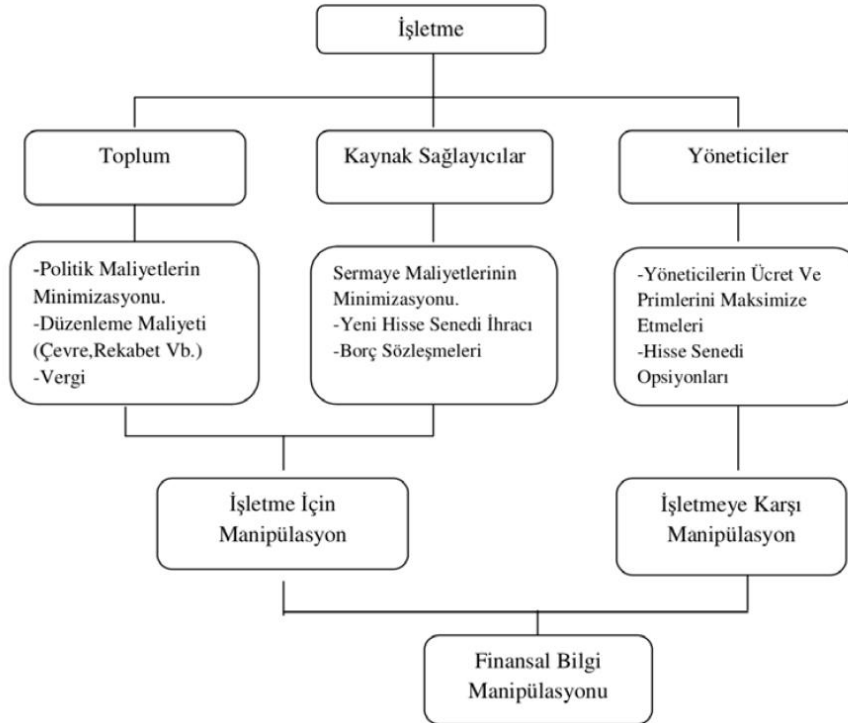 İşletme
Toplum
Kaynak Sağlayıcılar
Yöneticiler
-Politik Maliyetlerin
Minimizasyonu.
-Düzenleme Maliyeti
(Çevre,Rekabet Vb.)
-Vergi
Sermaye Maliyetlerinin
Minimizasyonu.
-Yeni Hisse Senedi İhracı
-Borç Sözleşmeleri
-Yöneticilerin Ücret Ve
Primlerini Maksimize
Etmeleri
-Hisse Senedi
Opsiyonları
İşletme İçin
Manipülasyon
İşletmeye Karşı
Manipülasyon
Finansal Bilgi
Manipülasyonu